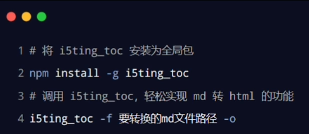 1 # 将 i5ting_toc 安装为全局包
2 npm install -g i5ting_toc
3 # 调用 i5ting_toc，轻松实现 md 转 html 的功能
4 i5ting_toc -f 要转换的md文件路径 -o